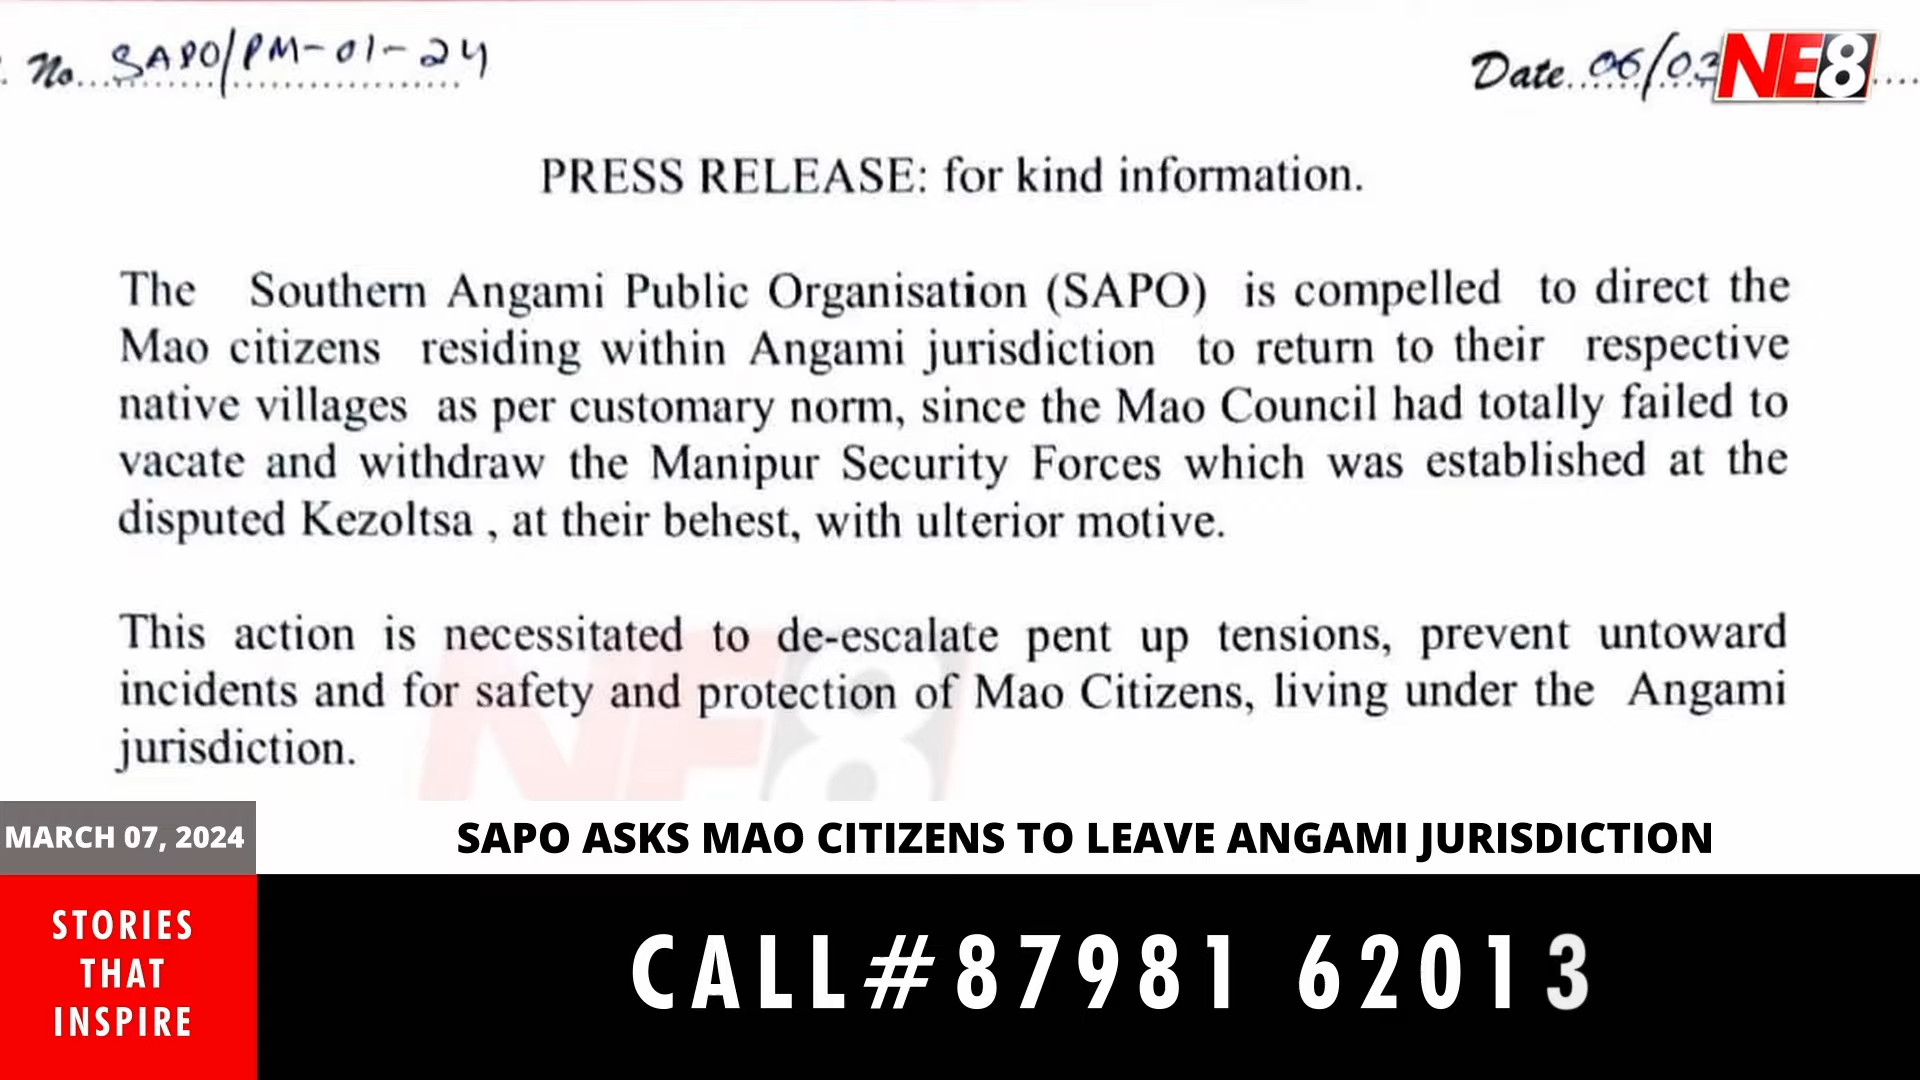 . No. SAPO/PM-01-24
Date. 06/03
NE8
PRESS RELEASE: for kind information.
The Southern Angami Public Organisation (SAPO) is compelled to direct the
Mao citizens residing within Angami jurisdiction to return to their respective
native villages as per customary norm, since the Mao Council had totally failed to
vacate and withdraw the Manipur Security Forces which was established at the
disputed Kezoltsa , at their behest, with ulterior motive.
This action is necessitated to de-escalate pent up tensions, prevent untoward
incidents and for safety and protection of Mao Citizens, living under the Angami
jurisdiction.
NE8
MARCH 07, 2024
SAPO ASKS MAO CITIZENS TO LEAVE ANGAMI JURISDICTION
STORIES
THAT
INSPIRE
CALL#87981 62013